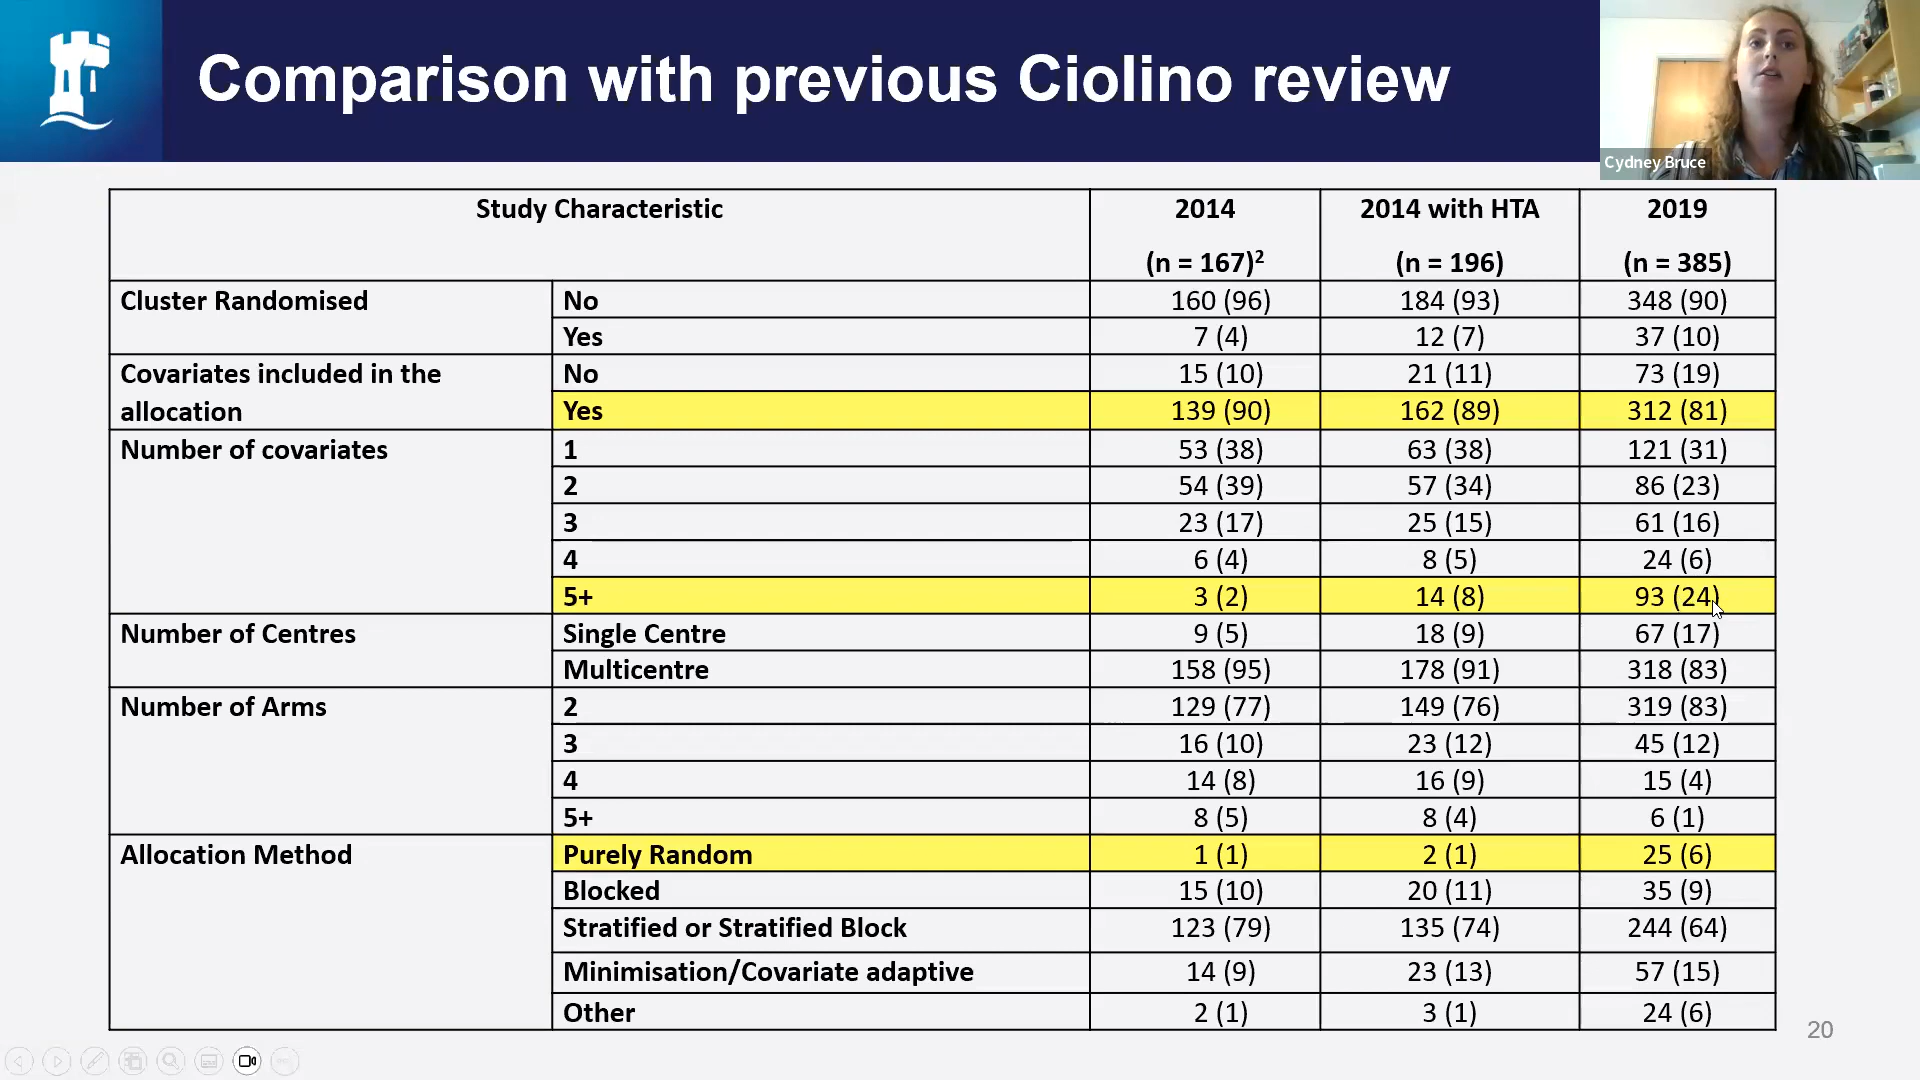 Comparison with previous Ciolino review
Cydney Bruce
Study Characteristic 2014 2014 with HTA 2019
(n = 167)² (n = 196) (n = 385)
Cluster Randomised No 160 (96) 184 (93) 348 (90)
Yes 7 (4) 12 (7) 37 (10)
Covariates included in the No 15 (10) 21 (11) 73 (19)
allocation Yes 139 (90) 162 (89) 312 (81)
Number of covariates 1 53 (38) 63 (38) 121 (31)
2 54 (39) 57 (34) 86 (23)
3 23 (17) 25 (15) 61 (16)
4 6 (4) 8 (5) 24 (6)
5+ 3 (2) 14 (8) 93 (24)
Number of Centres Single Centre 9 (5) 18 (9) 67 (17)
Multicentre 158 (95) 178 (91) 318 (83)
Number of Arms 2 129 (77) 149 (76) 319 (83)
3 16 (10) 23 (12) 45 (12)
4 14 (8) 16 (9) 15 (4)
5+ 8 (5) 8 (4) 6 (1)
Allocation Method Purely Random 1 (1) 2 (1) 25 (6)
Blocked 15 (10) 20 (11) 35 (9)
Stratified or Stratified Block 123 (79) 135 (74) 244 (64)
Minimisation/Covariate adaptive 14 (9) 23 (13) 57 (15)
Other 2 (1) 3 (1) 24 (6)
20